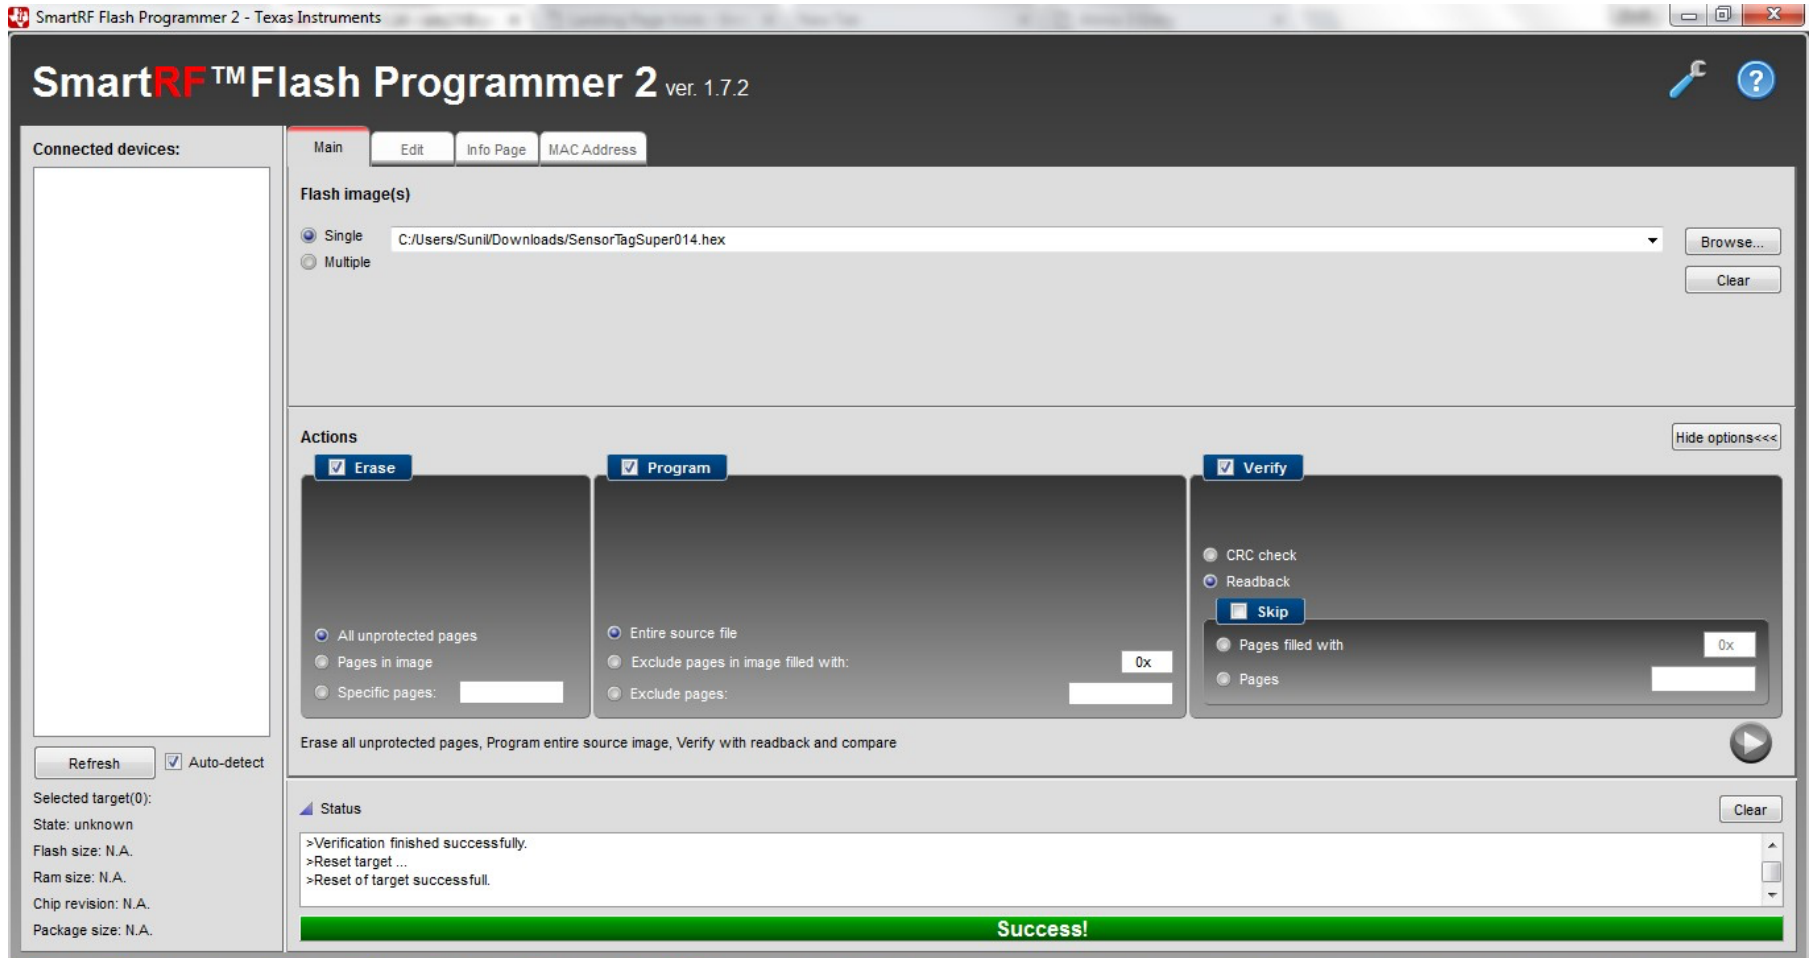 SmartRF Flash Programmer 2 - Texas Instruments
SmartRF™Flash Programmer 2 ver. 1.7.2
Connected devices:
Main
Edit
Info Page
MAC Address
Flash image(s)
Single
C:/Users/Sunil/Downloads/SensorTagSuper014.hex
Browse...
Multiple
Clear
Actions
Hide options<<<
Erase
All unprotected pages
Pages in image
Specific pages:
Program
Entire source file
Exclude pages in image filled with:
0x
Exclude pages:
Verify
CRC check
Readback
Skip
Pages filled with
0x
Pages
Erase all unprotected pages, Program entire source image, Verify with readback and compare
Refresh
Auto-detect
Selected target(0):
State: unknown
Flash size: N.A.
Ram size: N.A.
Chip revision: N.A.
Package size: N.A.
Status
Clear
>Verification finished successfully.
>Reset target ...
>Reset of target successfull.
Success!